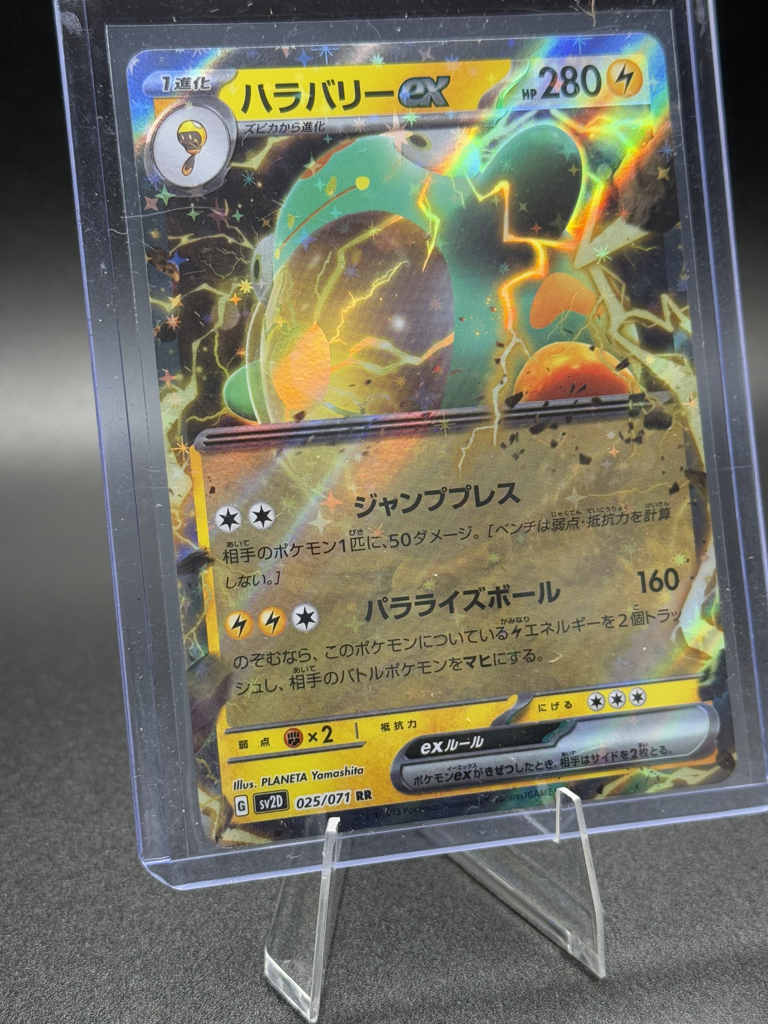 1進化
ハラバリーex
HP280
ズピカから進化
ジャンププレス
相手のポケモン1匹に、50ダメージ。[ベンチは弱点・抵抗力を計算
しない。]
パラライズボール 160
のぞむなら、このポケモンについているエネルギーを2個トラッ
シュし、相手のバトルポケモンをマヒにする。
弱点 ×2 抵抗力 にげる
exルール
ポケモンexがきぜつしたとき、相手はサイドを2枚とる。
Illus. PLANETA Yamashita
G sv2D 025/071 RR